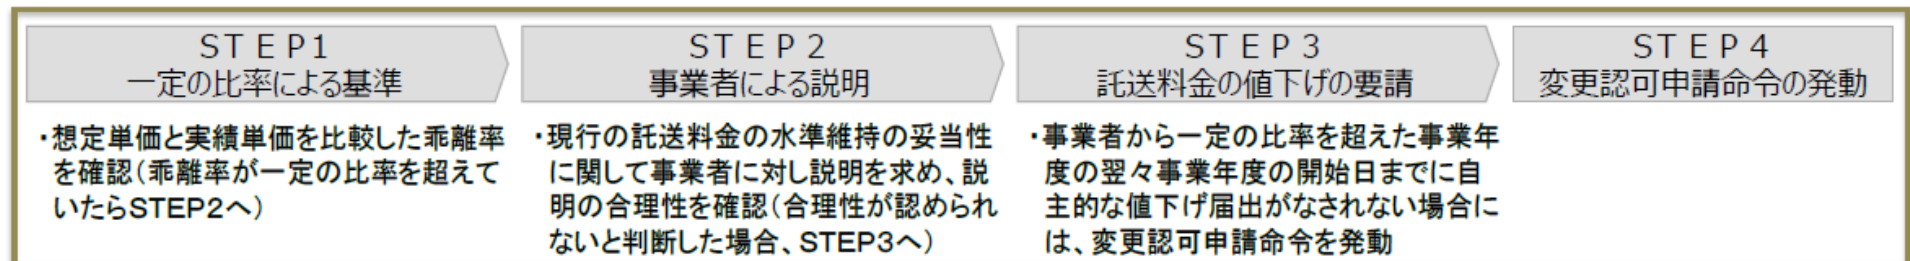 STEP1
一定の比率による基準
・想定単価と実績単価を比較した乖離率
を確認(乖離率が一定の比率を超えて
いたらSTEP2へ)
STEP2
事業者による説明
・現行の託送料金の水準維持の妥当性
に関して事業者に対し説明を求め、説
明の合理性を確認(合理性が認められ
ないと判断した場合、STEP3へ)
STEP3
託送料金の値下げの要請
・事業者から一定の比率を超えた事業年
度の翌々事業年度の開始日までに自
主的な値下げ届出がなされない場合に
は、変更認可申請命令を発動
STEP4
変更認可申請命令の発動